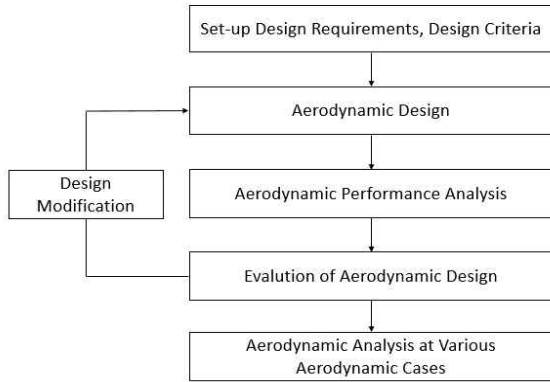 Set-up Design Requirements, Design Criteria
Aerodynamic Design
Design
Modification
Aerodynamic Performance Analysis
Evalution of Aerodynamic Design
Aerodynamic Analysis at Various
Aerodynamic Cases